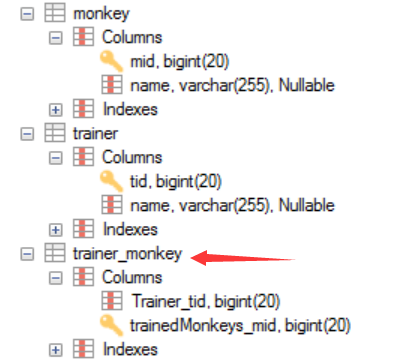 monkey
Columns
mid, bigint(20)
name, varchar(255), Nullable
Indexes
trainer
Columns
tid, bigint(20)
name, varchar(255), Nullable
Indexes
trainer_monkey
Columns
Trainer_tid, bigint(20)
trainedMonkeys_mid, bigint(20)
Indexes